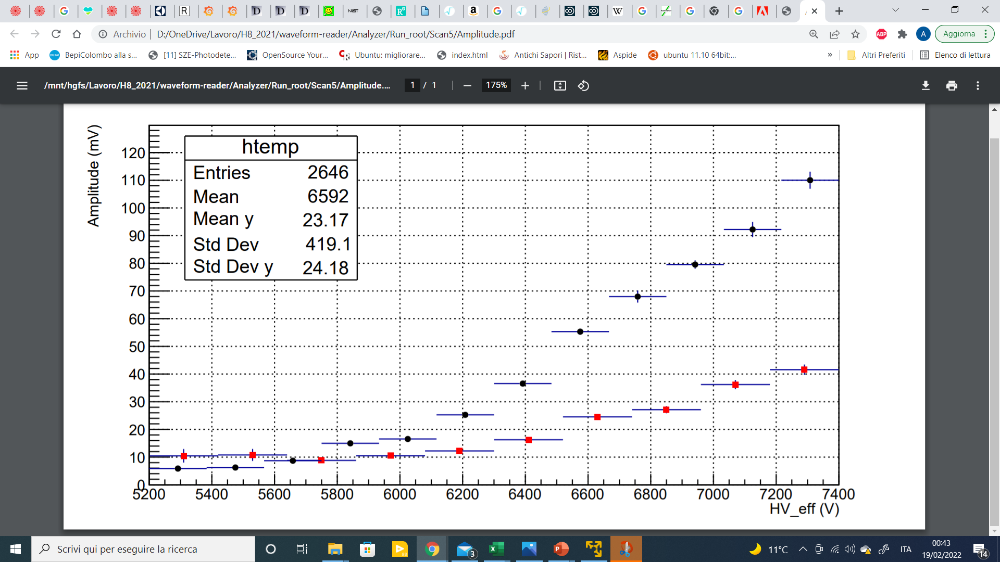 R
D
D
D
NIST
RG
a
W
Archivio | D:/OneDrive/Lavoro/H8_2021/waveform-reader/Analyzer/Run_root/Scan5/Amplitude.pdf
ABP
A
Aggiorna
App
BepiColombo alla s...
[11] SZE-Photodete...
OpenSource Your...
Ubuntu: migliorare...
index.html
Antichi Sapori | Rist...
Aspide
ubuntu 11.10 64bit:...
»
Altri Preferiti
Elenco di lettura
/mnt/hgfs/Lavoro/H8_2021/waveform-reader/Analyzer/Run_root/Scan5/Amplitude....
1 / 1
175%
Amplitude (mV)
120
110
100
90
80
70
60
50
40
30
20
10
0
htemp
Entries 2646
Mean 6592
Mean y 23.17
Std Dev 419.1
Std Dev y 24.18
5200 5400 5600 5800 6000 6200 6400 6600 6800 7000 7200 7400
HV_eff (V)
Scrivi qui per eseguire la ricerca
3
11°C
ITA
00:43
19/02/2022
14